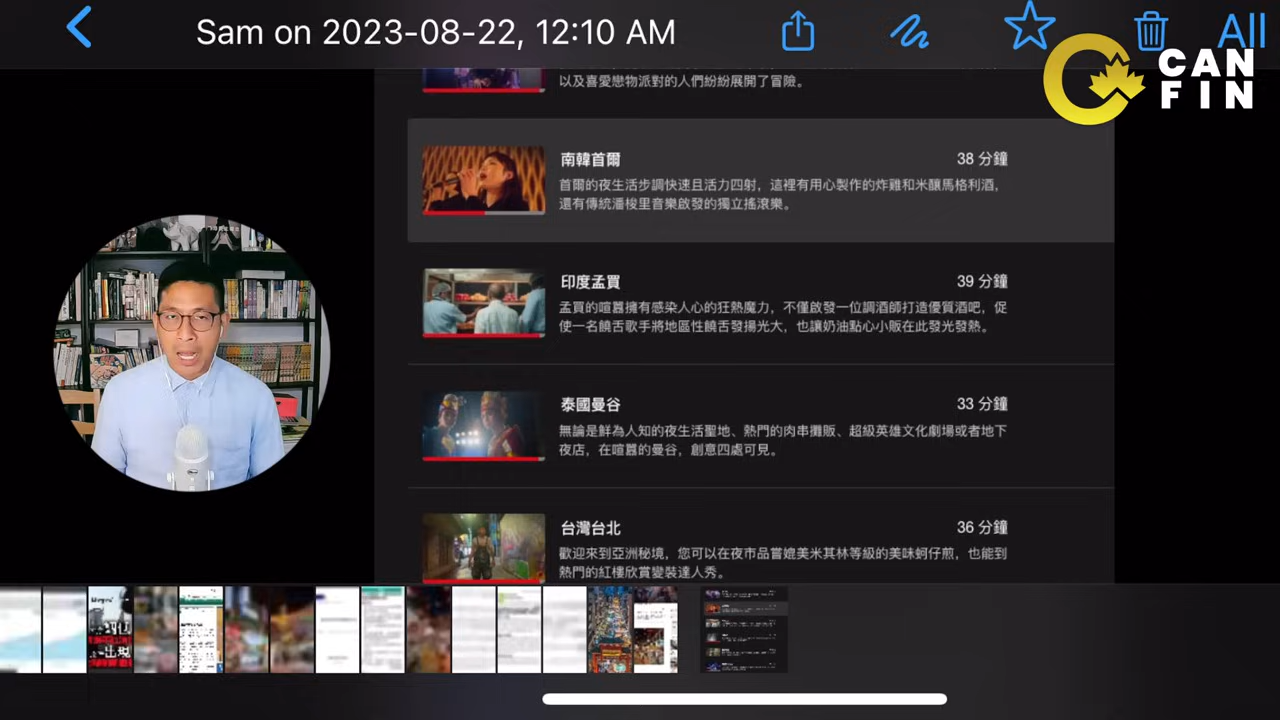 Sam on 2023-08-22, 12:10 AM
All
CAN
FIN
以及喜愛戀物派對的人們紛紛展開了冒險。
南韓首爾
38 分鐘
首爾的夜生活步調快速且活力四射，這裡有用心製作的炸雞和米釀馬格利酒，
還有傳統潘梭里音樂啟發的獨立搖滾樂。
印度孟買
39 分鐘
孟買的喧囂擁有感染人心的狂熱魔力，不僅啟發一位調酒師打造優質酒吧，促
使一名饒舌歌手將地區性饒舌發揚光大，也讓奶油點心小販在此發光發熱。
泰國曼谷
33 分鐘
無論是鮮為人知的夜生活聖地、熱門的肉串攤販、超級英雄文化劇場或者地下
夜店，在喧囂的曼谷，創意四處可見。
台灣台北
36 分鐘
歡迎來到亞洲秘境，您可以在夜市品嘗媲美米其林等級的美味蚵仔煎，也能到
熱門的紅樓欣賞變裝達人秀。
出現